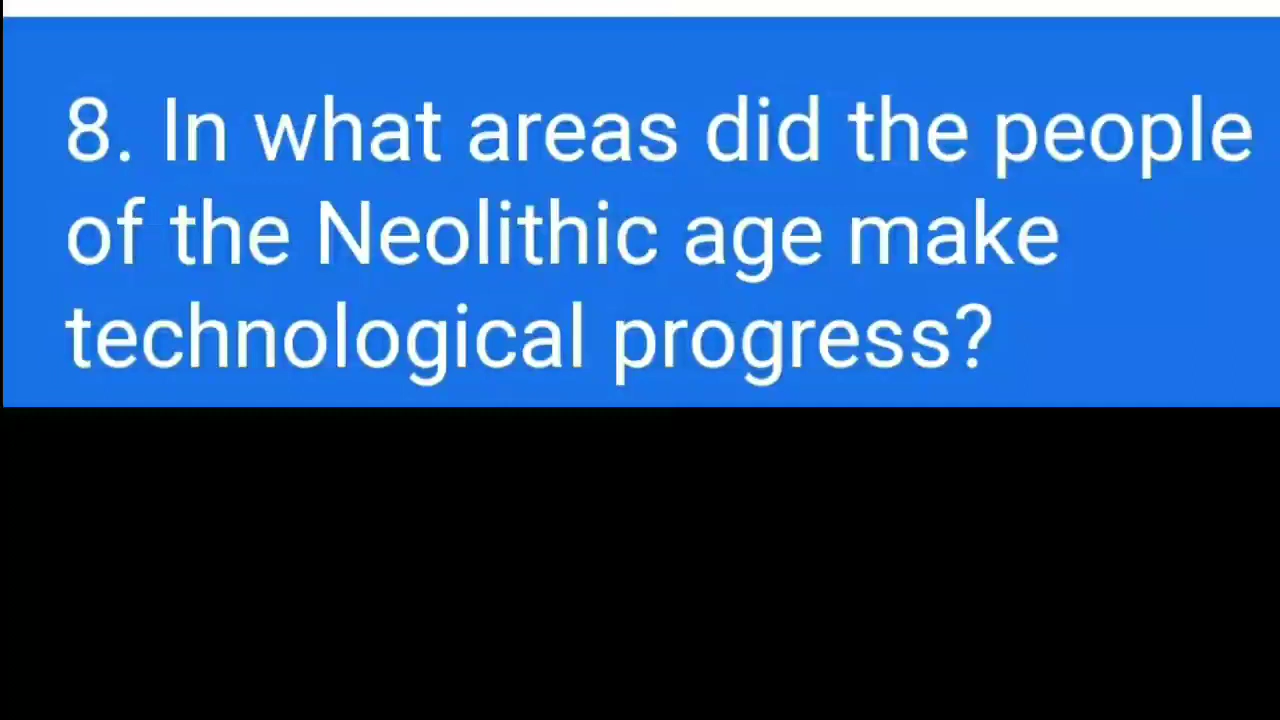 8. In what areas did the people
of the Neolithic age make
technological progress?